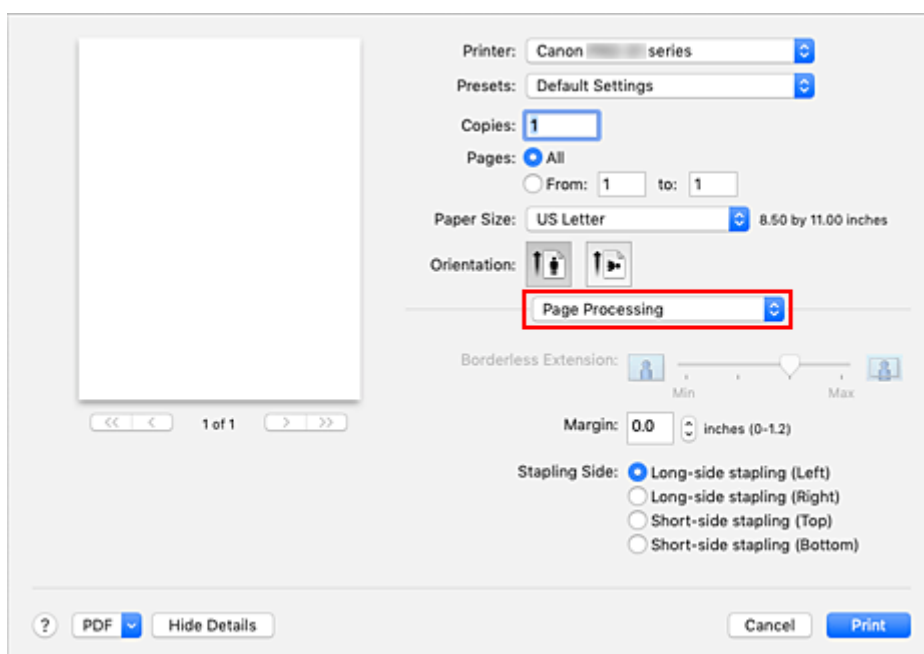 Printer: Canon series
Presets: Default Settings
Copies: 1
Pages: All
From: 1 to: 1
Paper Size: US Letter 8.50 by 11.00 inches
Orientation:
Page Processing
Borderless Extension:
Min Max
<< < 1 of 1 > >>
Margin: 0.0 inches (0-1.2)
Stapling Side: Long-side stapling (Left)
Long-side stapling (Right)
Short-side stapling (Top)
Short-side stapling (Bottom)
? PDF Hide Details Cancel Print